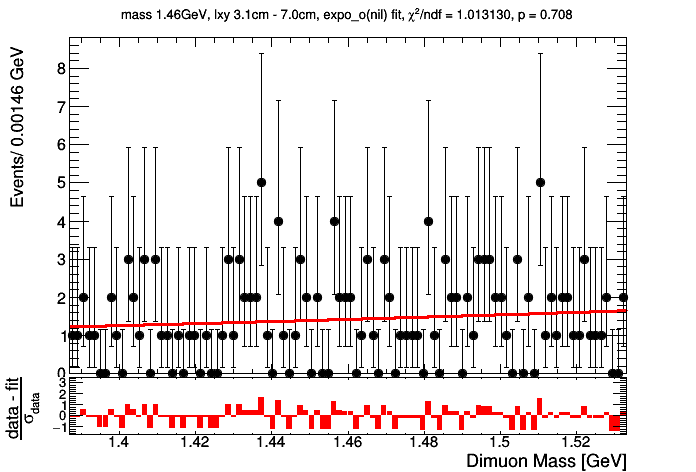 mass 1.46GeV, lxy 3.1cm - 7.0cm, expo_o(nil) fit, χ²/ndf = 1.013130, p = 0.708
Events/ 0.00146 GeV
8
7
6
5
4
3
2
1
0
data - fit
σdata
3
2
1
0
−1
1.4 1.42 1.44 1.46 1.48 1.5 1.52
Dimuon Mass [GeV]